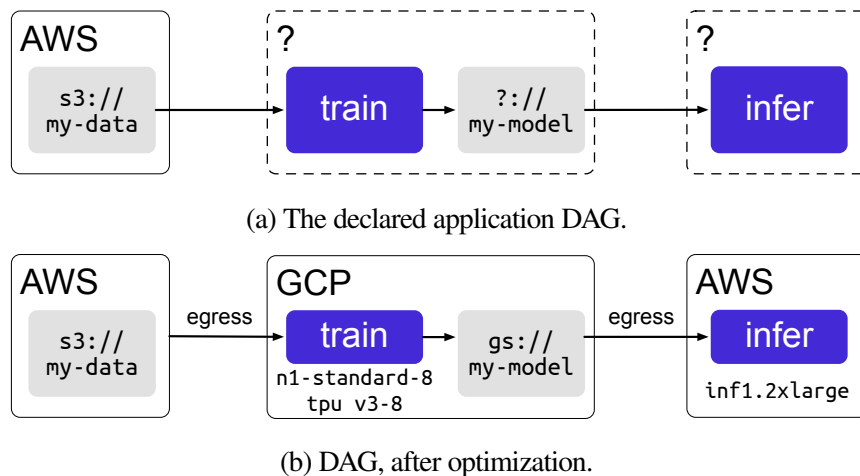 AWS
s3://
my-data
?
train
?://
my-model
?
infer
(a) The declared application DAG.
AWS
s3://
my-data
egress
GCP
train
n1-standard-8
tpu v3-8
gs://
my-model
egress
AWS
infer
inf1.2xlarge
(b) DAG, after optimization.